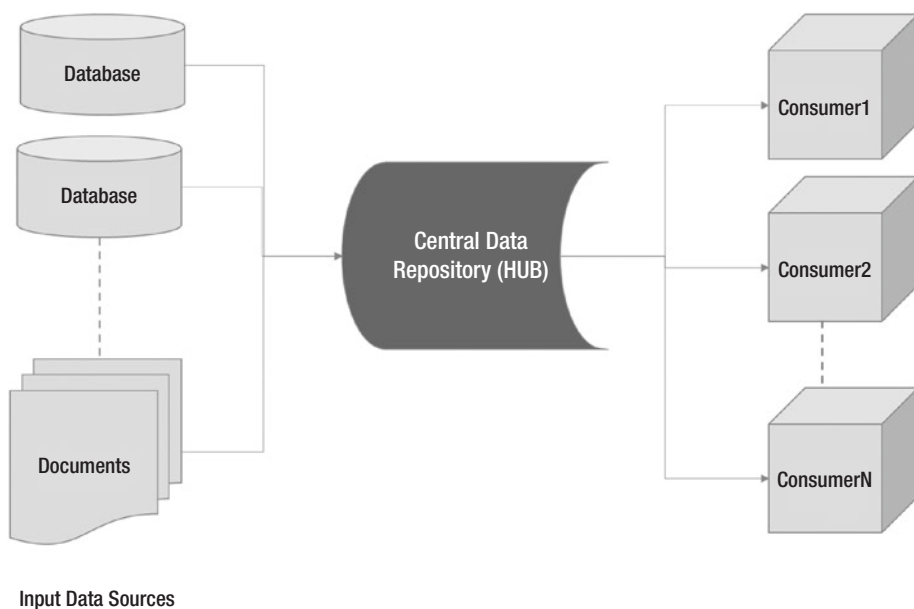 Database
Database
Documents
Input Data Sources
Central Data
Repository (HUB)
Consumer1
Consumer2
ConsumerN